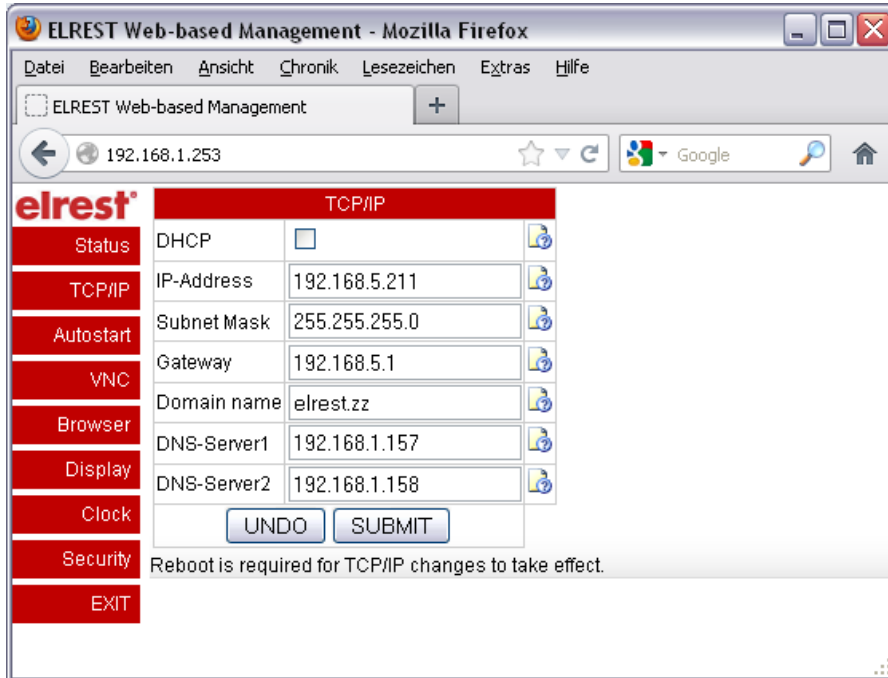 ELREST Web-based Management - Mozilla Firefox
Datei Bearbeiten Ansicht Chronik Lesezeichen Extras Hilfe
ELREST Web-based Management +
192.168.1.253 Google
elrest
TCP/IP
Status
TCP/IP
Autostart
VNC
Browser
Display
Clock
Security
EXIT
DHCP
IP-Address 192.168.5.211
Subnet Mask 255.255.255.0
Gateway 192.168.5.1
Domain name elrest.zz
DNS-Server1 192.168.1.157
DNS-Server2 192.168.1.158
UNDO SUBMIT
Reboot is required for TCP/IP changes to take effect.